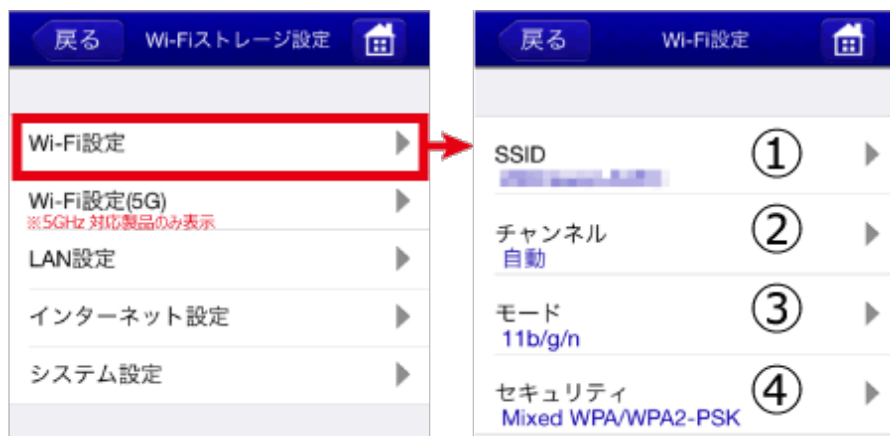 戻る
Wi-Fiストレージ設定
Wi-Fi設定
Wi-Fi設定(5G)
※5GHz 対応製品のみ表示
LAN設定
インターネット設定
システム設定
戻る
Wi-Fi設定
SSID
①
チャンネル
②
自動
モード
③
11b/g/n
セキュリティ
④
Mixed WPA/WPA2-PSK